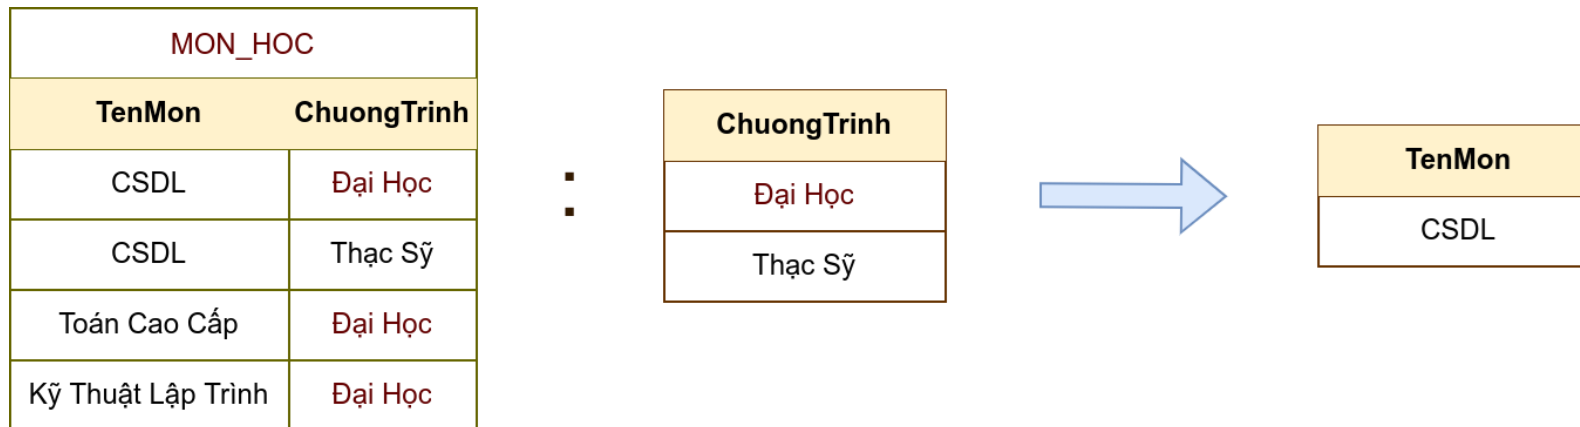 MON_HOC
TenMon ChuongTrinh
CSDL Đại Học
CSDL Thạc Sỹ
Toán Cao Cấp Đại Học
Kỹ Thuật Lập Trình Đại Học
:
ChuongTrinh
Đại Học
Thạc Sỹ
TenMon
CSDL